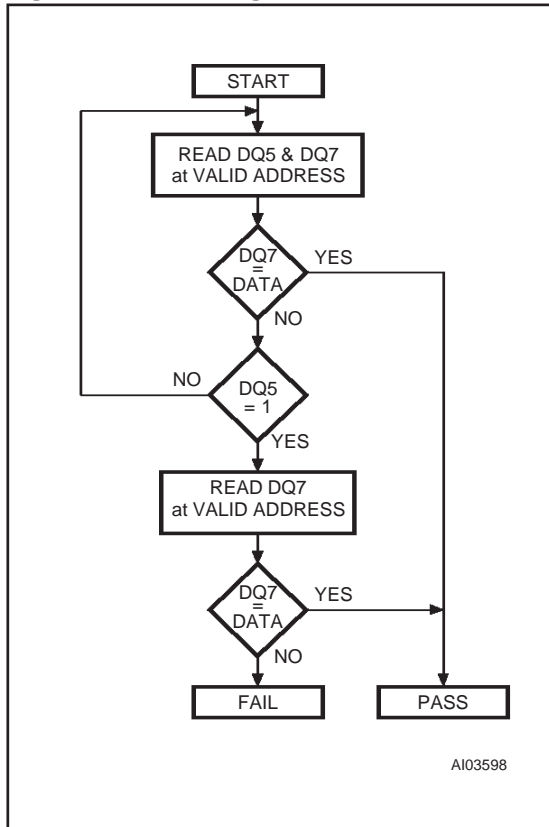 START
READ DQ5 & DQ7
at VALID ADDRESS
DQ7
=
DATA
YES
NO
NO
DQ5
= 1
YES
READ DQ7
at VALID ADDRESS
DQ7
=
DATA
YES
NO
FAIL
PASS
AI03598